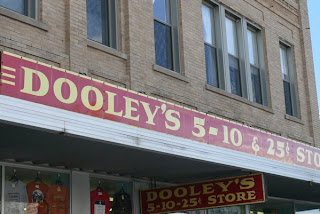 DOOLEY'S 5-10 & 25¢ STO
DOOLEY'S
5-10-25¢ STORE